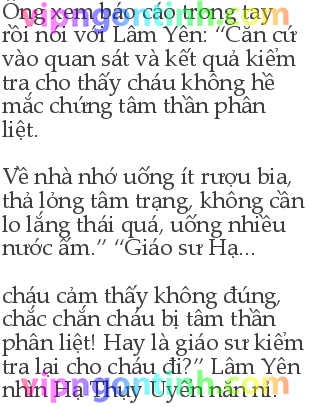 Ông xem báo cáo trong tay
rồi nói với Lâm Yên: “Căn cứ
vào quan sát và kết quả kiểm
tra cho thấy cháu không hề
mắc chứng tâm thần phân
liệt.
Về nhà nhớ uống ít rượu bia,
thả lỏng tâm trạng, không cần
lo lắng thái quá, uống nhiều
nước ấm.” “Giáo sư Hạ...
cháu cảm thấy không đúng,
chắc chắn cháu bị tâm thần
phân liệt! Hay là giáo sư kiểm
tra lại cho cháu đi?” Lâm Yên
nhìn Hạ Thụy Uyên năn nỉ.
vipngontinh.com
vipngontinh.com